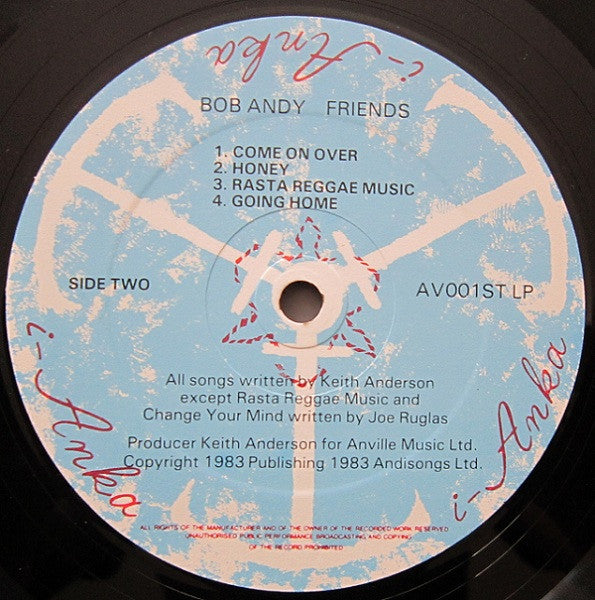 i-Anka
BOB ANDY FRIENDS
1. COME ON OVER
2. HONEY
3. RASTA REGGAE MUSIC
4. GOING HOME
SIDE TWO
AV001ST LP
i-Anka
i-Anka
All songs written by Keith Anderson
except Rasta Reggae Music and
Change Your Mind written by Joe Ruglas
Producer Keith Anderson for Anville Music Ltd.
Copyright 1983 Publishing 1983 Andisongs Ltd.
ALL RIGHTS OF THE MANUFACTURER AND OF THE OWNER OF THE RECORDED WORK RESERVED
UNAUTHORISED PUBLIC PERFORMANCE BROADCASTING AND COPYING
OF THE RECORD PROHIBITED